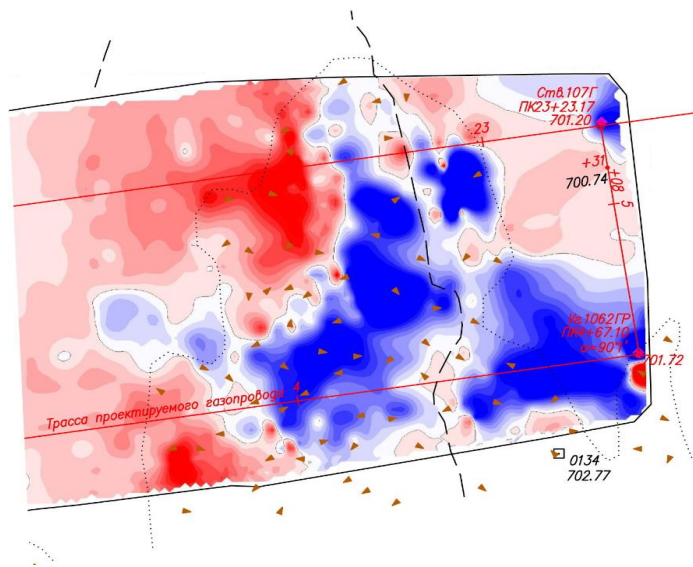 Ств.107Г
ПК23+23.17
701.20
23
+31
700.74
+08
5
Уг.1062ГР
ПК4+67.10
701.72
4
Трасса проектируемого газопровода
0134
702.77